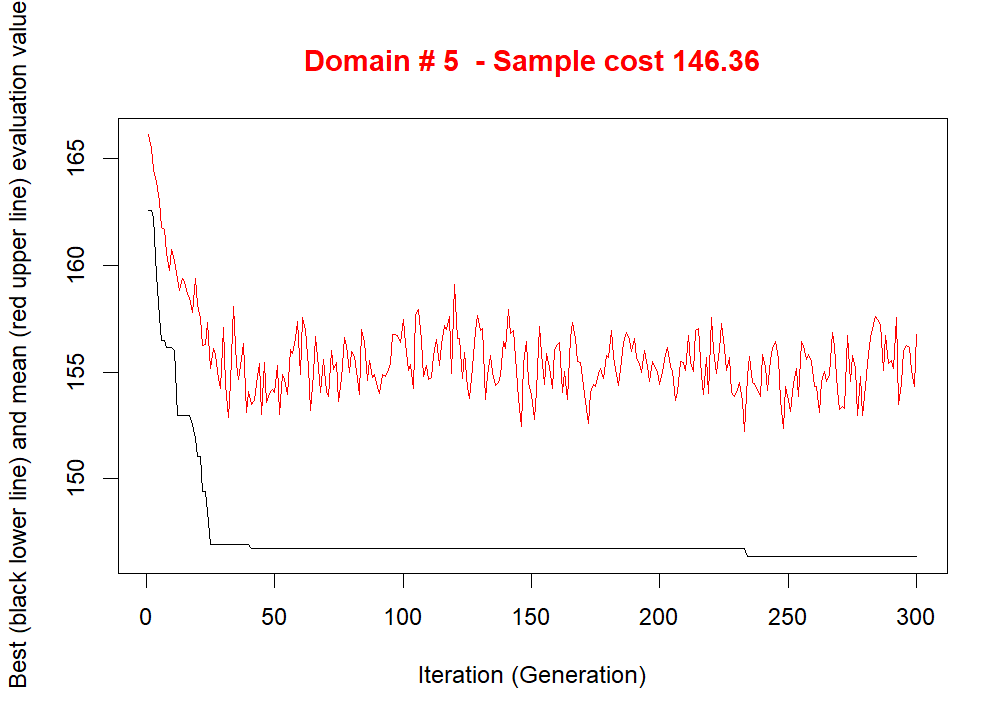 Domain # 5  - Sample cost 146.36
Best (black lower line) and mean (red upper line) evaluation value
165
160
155
150
0 50 100 150 200 250 300
Iteration (Generation)